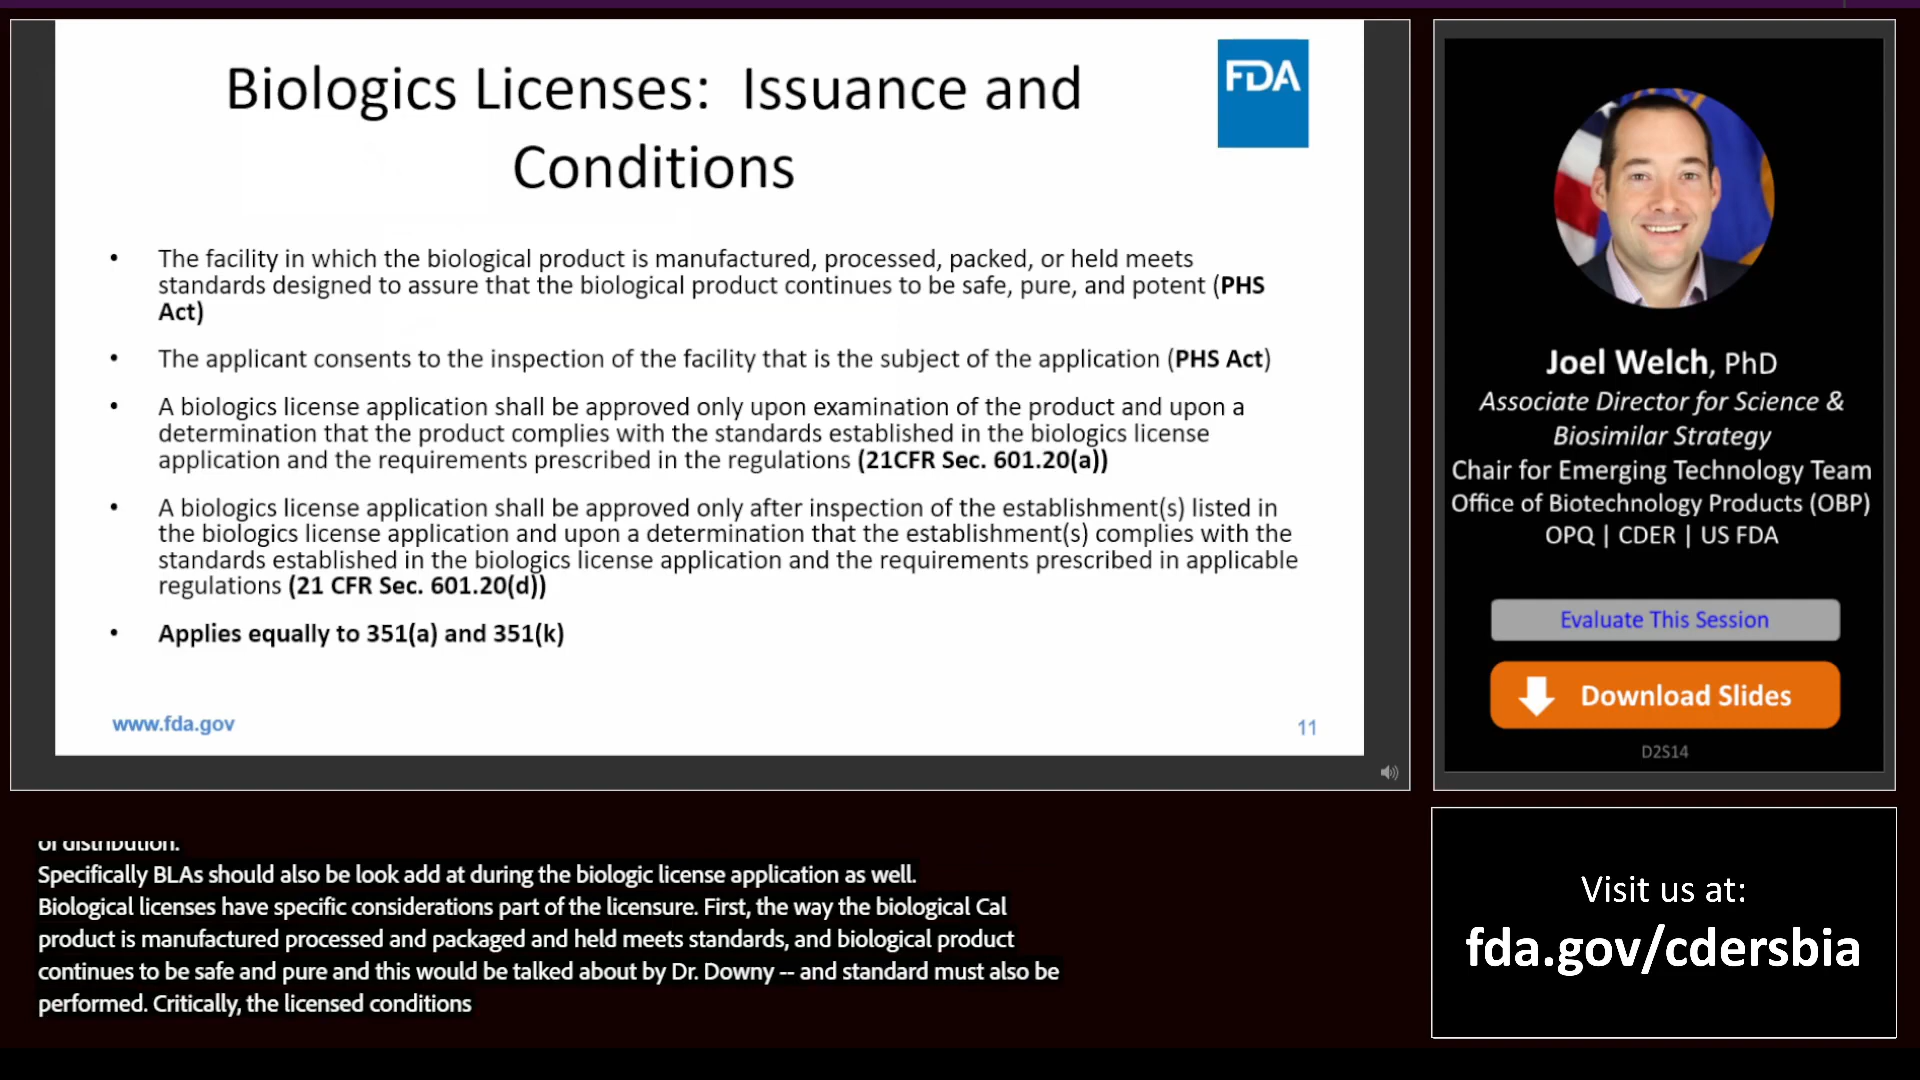 Biologics Licenses: Issuance and
Conditions
FDA
• The facility in which the biological product is manufactured, processed, packed, or held meets
standards designed to assure that the biological product continues to be safe, pure, and potent (PHS
Act)
• The applicant consents to the inspection of the facility that is the subject of the application (PHS Act)
• A biologics license application shall be approved only upon examination of the product and upon a
determination that the product complies with the standards established in the biologics license
application and the requirements prescribed in the regulations (21CFR Sec. 601.20(a))
• A biologics license application shall be approved only after inspection of the establishment(s) listed in
the biologics license application and upon a determination that the establishment(s) complies with the
standards established in the biologics license application and the requirements prescribed in applicable
regulations (21 CFR Sec. 601.20(d))
• Applies equally to 351(a) and 351(k)
www.fda.gov
11
Joel Welch, PhD
Associate Director for Science &
Biosimilar Strategy
Chair for Emerging Technology Team
Office of Biotechnology Products (OBP)
OPQ | CDER | US FDA
Evaluate This Session
Download Slides
D2S14
of distribution.
Specifically BLAs should also be look add at during the biologic license application as well.
Biological licenses have specific considerations part of the licensure. First, the way the biological Cal
product is manufactured processed and packaged and held meets standards, and biological product
continues to be safe and pure and this would be talked about by Dr. Downy -- and standard must also be
performed. Critically, the licensed conditions
Visit us at:
fda.gov/cdersbia